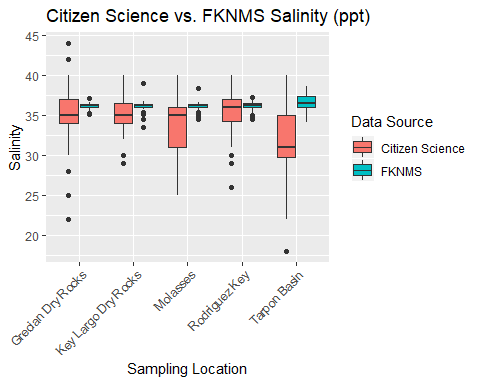 Citizen Science vs. FKNMS Salinity (ppt)
45
40
35
30
25
20
Salinity
Grecian Dry Rocks
Key Largo Dry Rocks
Molasses
Rodriguez Key
Tarpon Basin
Sampling Location
Data Source
Citizen Science
FKNMS